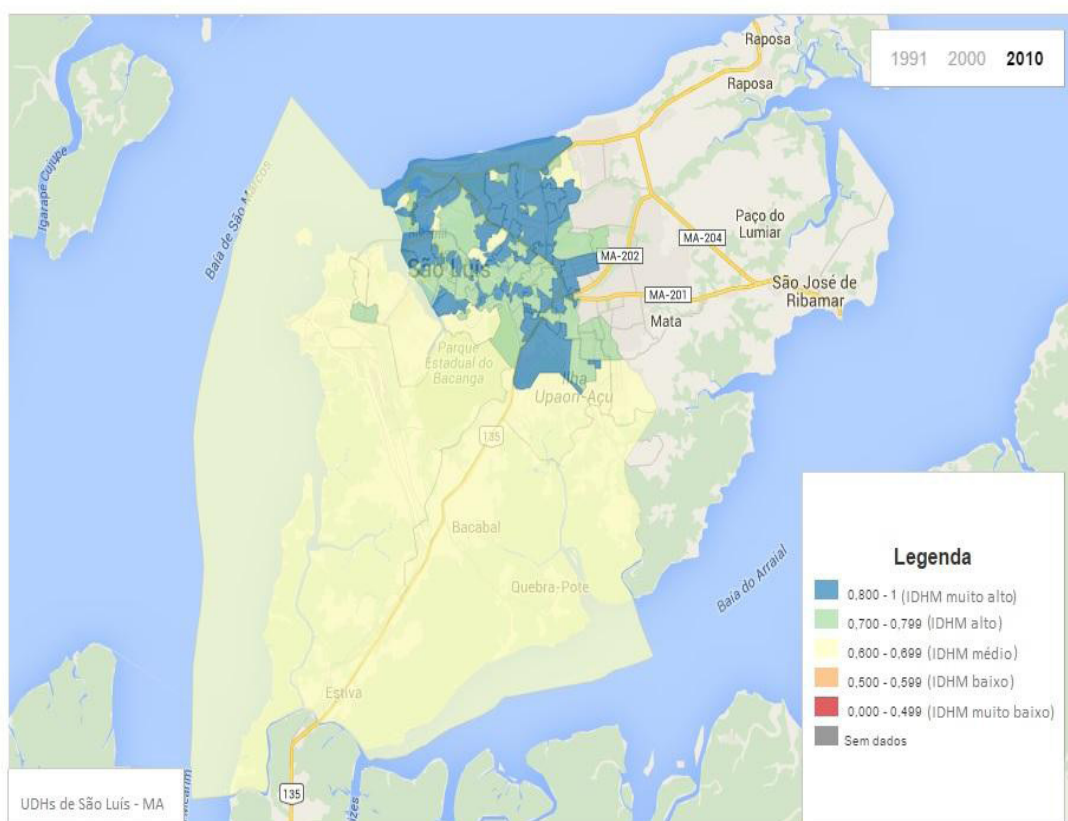 Raposa
Raposa
1991 2000 2010
Igarapé Cujupe
Baía de São Marcos
Paço do
Lumiar
MA-204
MA-202
São Luís
São José de
Ribamar
MA-201
Mata
Parque
Estadual do
Bacanga
Ilha
Upaon-Açu
135
Bacabal
Quebra-Pote
Baía do Arraial
Estiva
135
Legenda
0,800 - 1 (IDHM muito alto)
0,700 - 0,799 (IDHM alto)
0,600 - 0,699 (IDHM médio)
0,500 - 0,599 (IDHM baixo)
0,000 - 0,499 (IDHM muito baixo)
Sem dados
UDHs de São Luís - MA